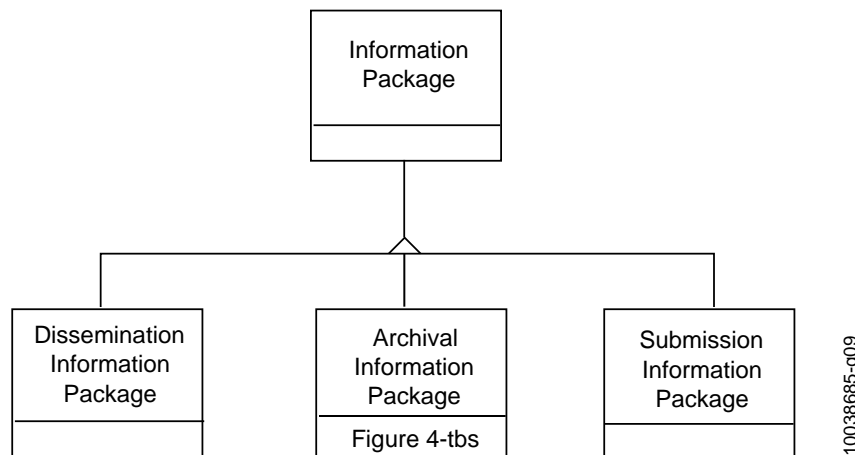 Information
Package
Dissemination
Information
Package
Archival
Information
Package
Figure 4-tbs
Submission
Information
Package
10038685-g09